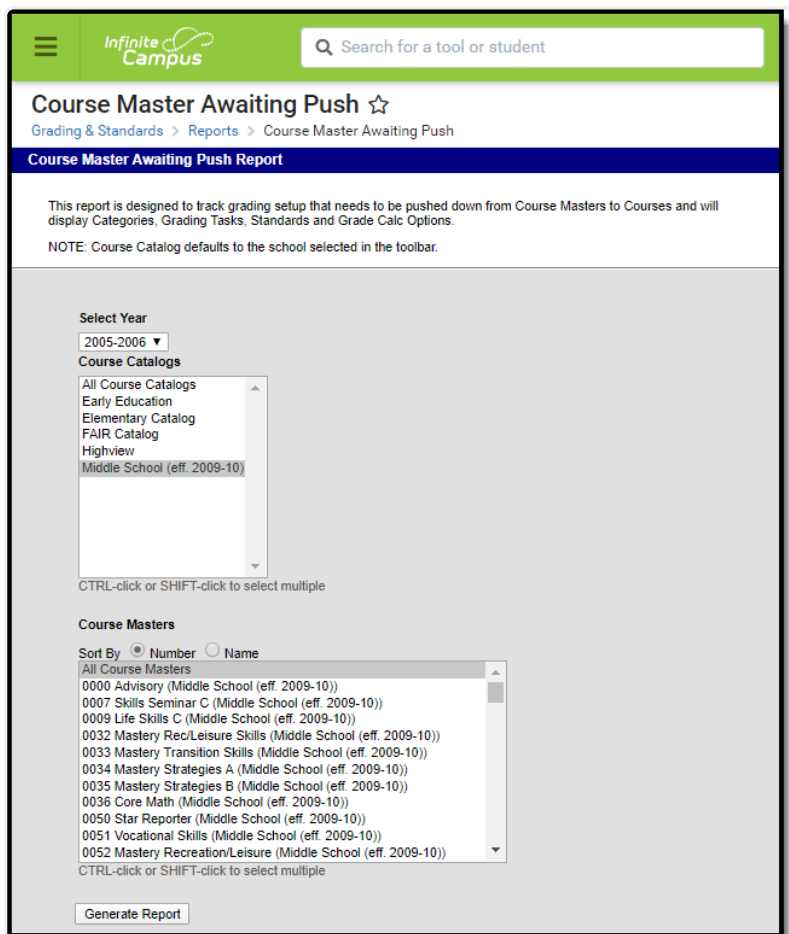 Infinite
Campus
Search for a tool or student
Course Master Awaiting Push
Grading & Standards > Reports > Course Master Awaiting Push
Course Master Awaiting Push Report
This report is designed to track grading setup that needs to be pushed down from Course Masters to Courses and will
display Categories, Grading Tasks, Standards and Grade Calc Options.
NOTE: Course Catalog defaults to the school selected in the toolbar.
Select Year
2005-2006
Course Catalogs
All Course Catalogs
Early Education
Elementary Catalog
FAIR Catalog
Highview
Middle School (eff. 2009-10)
CTRL-click or SHIFT-click to select multiple
Course Masters
Sort By Number Name
All Course Masters
0000 Advisory (Middle School (eff. 2009-10))
0007 Skills Seminar C (Middle School (eff. 2009-10))
0009 Life Skills C (Middle School (eff. 2009-10))
0032 Mastery Rec/Leisure Skills (Middle School (eff. 2009-10))
0033 Mastery Transition Skills (Middle School (eff. 2009-10))
0034 Mastery Strategies A (Middle School (eff. 2009-10))
0035 Mastery Strategies B (Middle School (eff. 2009-10))
0036 Core Math (Middle School (eff. 2009-10))
0050 Star Reporter (Middle School (eff. 2009-10))
0051 Vocational Skills (Middle School (eff. 2009-10))
0052 Mastery Recreation/Leisure (Middle School (eff. 2009-10))
CTRL-click or SHIFT-click to select multiple
Generate Report